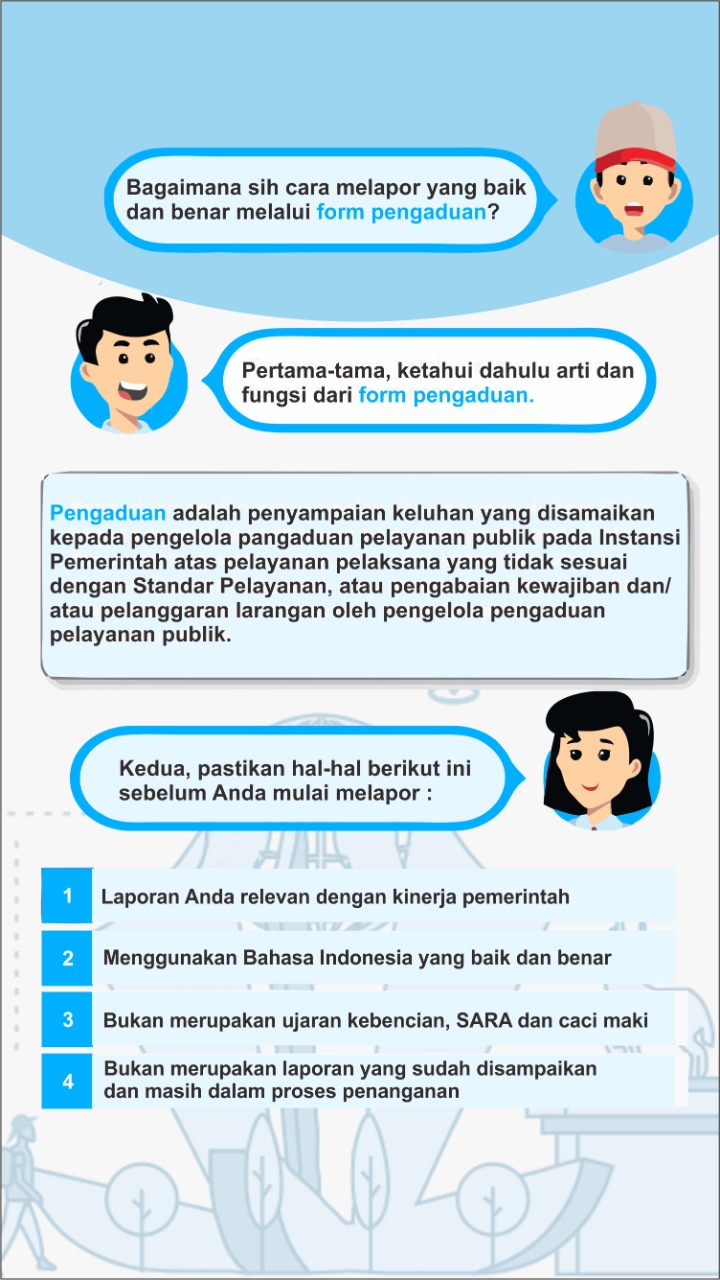 Bagaimana sih cara melapor yang baik
dan benar melalui form pengaduan?
Pertama-tama, ketahui dahulu arti dan
fungsi dari form pengaduan.
Pengaduan adalah penyampaian keluhan yang disamaikan
kepada pengelola pangaduan pelayanan publik pada Instansi
Pemerintah atas pelayanan pelaksana yang tidak sesuai
dengan Standar Pelayanan, atau pengabaian kewajiban dan/
atau pelanggaran larangan oleh pengelola pengaduan
pelayanan publik.
Kedua, pastikan hal-hal berikut ini
sebelum Anda mulai melapor :
1 Laporan Anda relevan dengan kinerja pemerintah
2 Menggunakan Bahasa Indonesia yang baik dan benar
3 Bukan merupakan ujaran kebencian, SARA dan caci maki
4 Bukan merupakan laporan yang sudah disampaikan
dan masih dalam proses penanganan